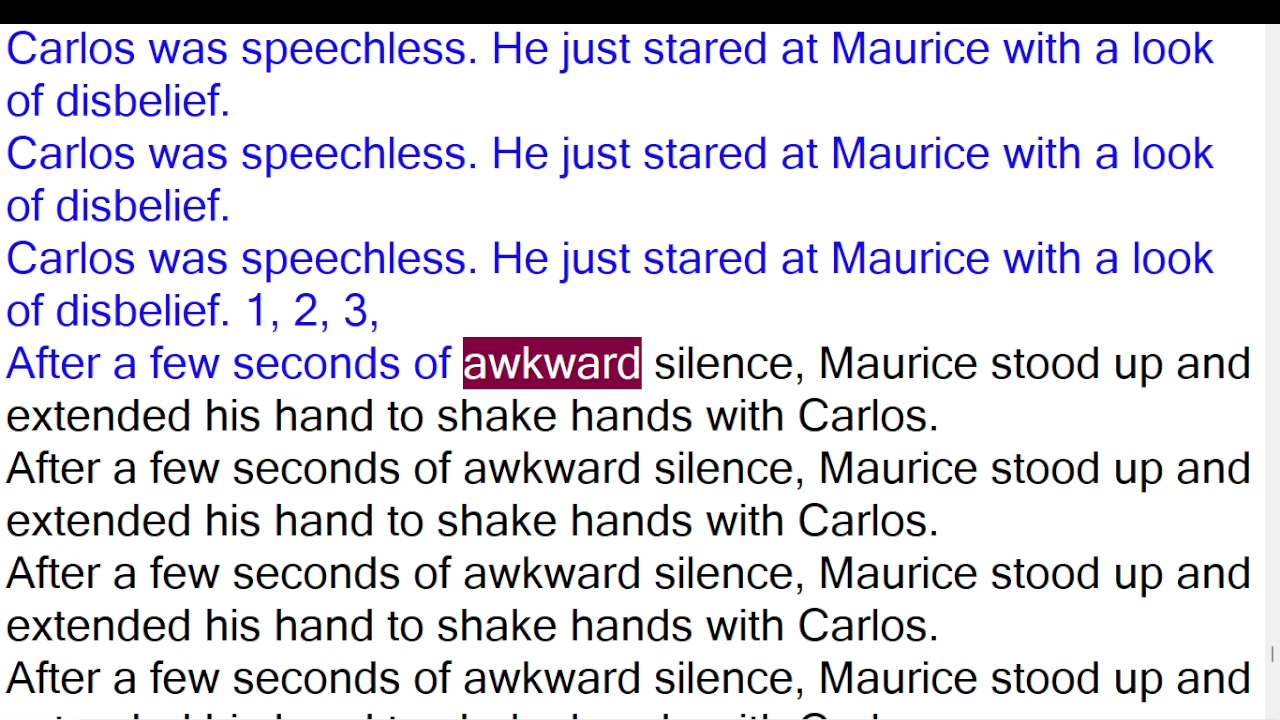 Carlos was speechless. He just stared at Maurice with a look
of disbelief.
Carlos was speechless. He just stared at Maurice with a look
of disbelief.
Carlos was speechless. He just stared at Maurice with a look
of disbelief. 1, 2, 3,
After a few seconds of awkward silence, Maurice stood up and
extended his hand to shake hands with Carlos.
After a few seconds of awkward silence, Maurice stood up and
extended his hand to shake hands with Carlos.
After a few seconds of awkward silence, Maurice stood up and
extended his hand to shake hands with Carlos.
After a few seconds of awkward silence, Maurice stood up and